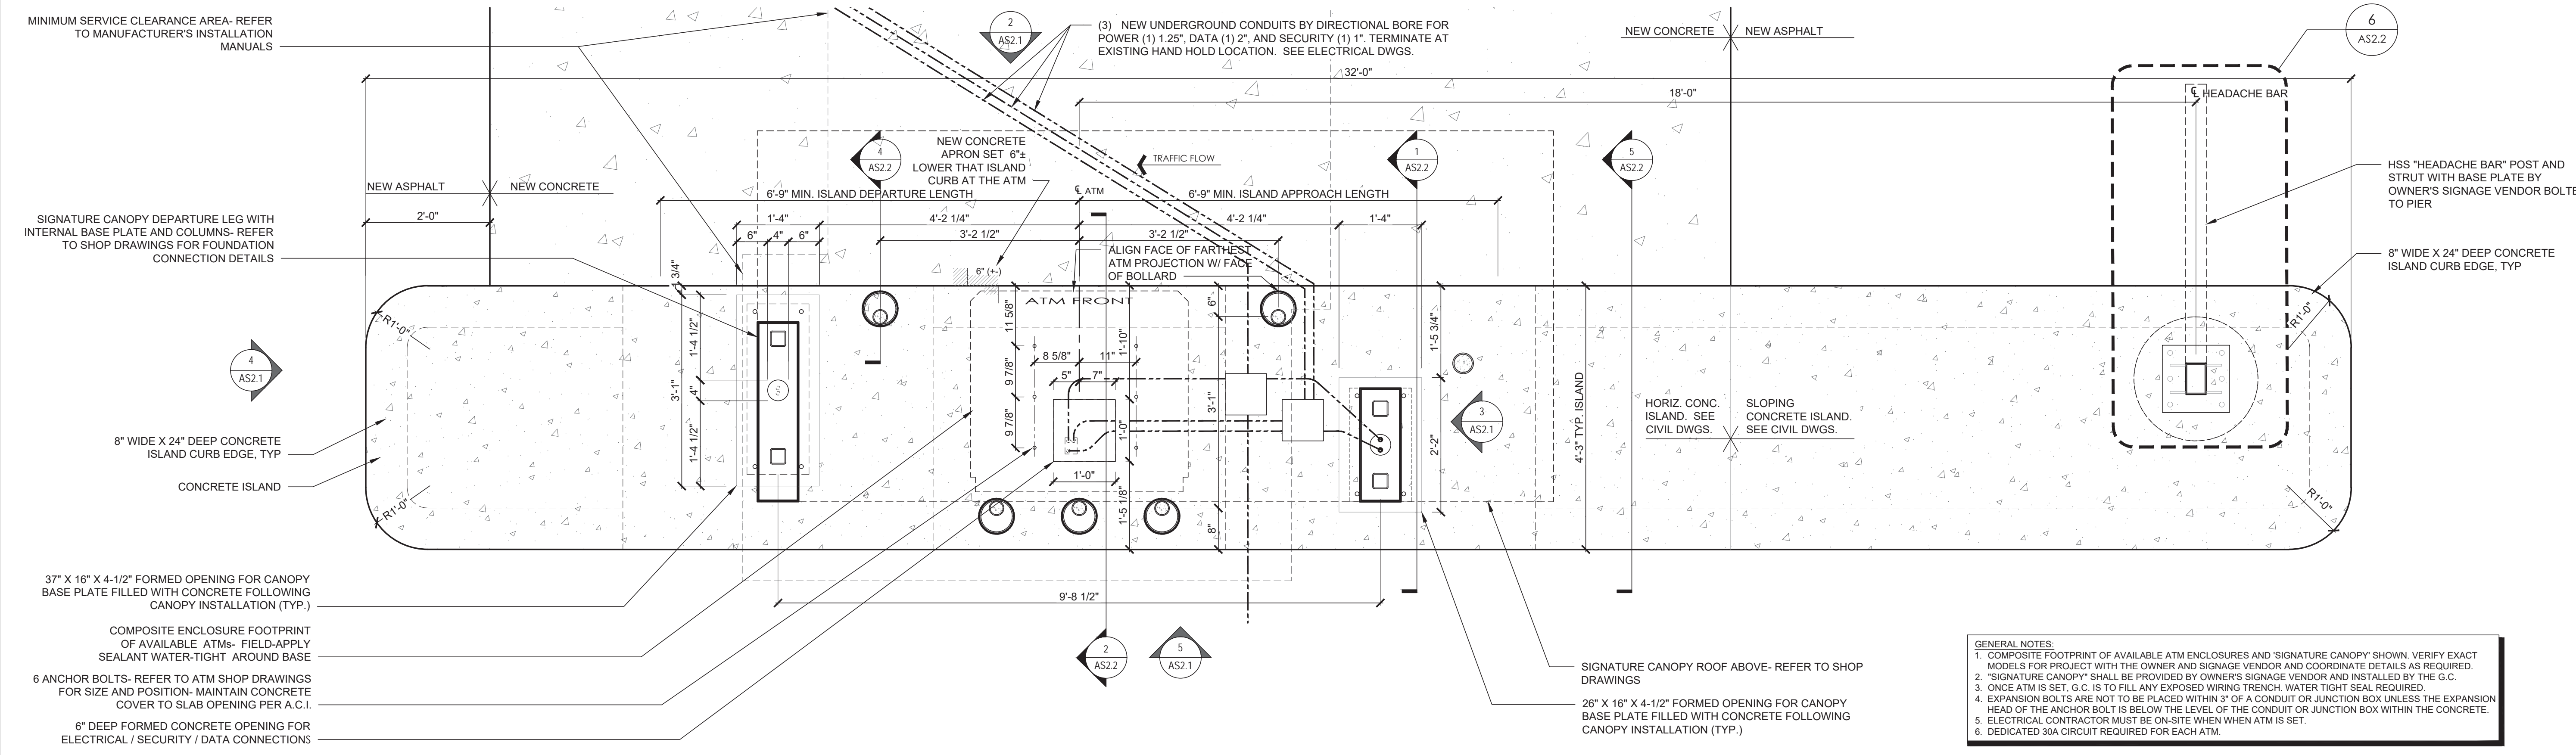 MINIMUM SERVICE CLEARANCE AREA- REFER
TO MANUFACTURER'S INSTALLATION
MANUALS
2
AS2.1
(3) NEW UNDERGROUND CONDUITS BY DIRECTIONAL BORE FOR
POWER (1) 1.25", DATA (1) 2", AND SECURITY (1) 1". TERMINATE AT
EXISTING HAND HOLD LOCATION. SEE ELECTRICAL DWGS.
NEW CONCRETE
NEW ASPHALT
6
AS2.2
32'-0"
18'-0"
℄ HEADACHE BAR
4
AS2.2
NEW CONCRETE
APRON SET 6"±
LOWER THAT ISLAND
CURB AT THE ATM
TRAFFIC FLOW
1
AS2.2
5
AS2.2
HSS "HEADACHE BAR" POST AND
STRUT WITH BASE PLATE BY
OWNER'S SIGNAGE VENDOR BOLTE
TO PIER
NEW ASPHALT
NEW CONCRETE
6'-9" MIN. ISLAND DEPARTURE LENGTH
℄ ATM
6'-9" MIN. ISLAND APPROACH LENGTH
SIGNATURE CANOPY DEPARTURE LEG WITH
INTERNAL BASE PLATE AND COLUMNS- REFER
TO SHOP DRAWINGS FOR FOUNDATION
CONNECTION DETAILS
2'-0"
1'-4"
4'-2 1/4"
4'-2 1/4"
1'-4"
6"
4"
6"
3'-2 1/2"
3'-2 1/2"
ALIGN FACE OF FARTHEST
ATM PROJECTION W/ FACE
OF BOLLARD
8" WIDE X 24" DEEP CONCRETE
ISLAND CURB EDGE, TYP
1 3/4"
6" (+-)
ATM FRONT
R1'-0"
R1'-0"
1'-4 1/2"
11 5/8"
1'-10"
6"
1'-5 3/4"
4
AS2.1
8 5/8"
11"
5"
7"
9 7/8"
3'-1"
4"
3'-1"
4'-3" TYP. ISLAND
HORIZ. CONC.
ISLAND. SEE
CIVIL DWGS.
SLOPING
CONCRETE ISLAND.
SEE CIVIL DWGS.
3
AS2.1
8" WIDE X 24" DEEP CONCRETE
ISLAND CURB EDGE, TYP
1'-4 1/2"
9 7/8"
1'-0"
2'-2"
CONCRETE ISLAND
1'-0"
R1'-0"
R1'-0"
1'-5 1/8"
8"
37" X 16" X 4-1/2" FORMED OPENING FOR CANOPY
BASE PLATE FILLED WITH CONCRETE FOLLOWING
CANOPY INSTALLATION (TYP.)
9'-8 1/2"
COMPOSITE ENCLOSURE FOOTPRINT
OF AVAILABLE ATMs- FIELD-APPLY
SEALANT WATER-TIGHT AROUND BASE
2
AS2.2
5
AS2.1
SIGNATURE CANOPY ROOF ABOVE- REFER TO SHOP
DRAWINGS
6 ANCHOR BOLTS- REFER TO ATM SHOP DRAWINGS
FOR SIZE AND POSITION- MAINTAIN CONCRETE
COVER TO SLAB OPENING PER A.C.I.
26" X 16" X 4-1/2" FORMED OPENING FOR CANOPY
BASE PLATE FILLED WITH CONCRETE FOLLOWING
CANOPY INSTALLATION (TYP.)
6" DEEP FORMED CONCRETE OPENING FOR
ELECTRICAL / SECURITY / DATA CONNECTIONS
GENERAL NOTES:
1. COMPOSITE FOOTPRINT OF AVAILABLE ATM ENCLOSURES AND 'SIGNATURE CANOPY' SHOWN. VERIFY EXACT
MODELS FOR PROJECT WITH THE OWNER AND SIGNAGE VENDOR AND COORDINATE DETAILS AS REQUIRED.
2. "SIGNATURE CANOPY" SHALL BE PROVIDED BY OWNER'S SIGNAGE VENDOR AND INSTALLED BY THE G.C.
3. ONCE ATM IS SET, G.C. IS TO FILL ANY EXPOSED WIRING TRENCH. WATER TIGHT SEAL REQUIRED.
4. EXPANSION BOLTS ARE NOT TO BE PLACED WITHIN 3" OF A CONDUIT OR JUNCTION BOX UNLESS THE EXPANSION
HEAD OF THE ANCHOR BOLT IS BELOW THE LEVEL OF THE CONDUIT OR JUNCTION BOX WITHIN THE CONCRETE.
5. ELECTRICAL CONTRACTOR MUST BE ON-SITE WHEN WHEN ATM IS SET.
6. DEDICATED 30A CIRCUIT REQUIRED FOR EACH ATM.